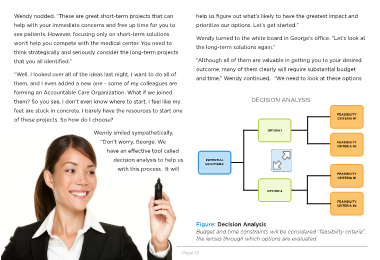 Wendy nodded. "These are great short-term projects that can
help with your immediate concerns and free up time for you to
see patients. However, focusing only on short-term solutions
won't help you compete with the medical center. You need to
think strategically and seriously consider the long-term projects
that you all identified."
"Well, I looked over all of the ideas last night. I want to do all of
them, and I even added a new one – some of my colleagues are
forming an Accountable Care Organization. What if we joined
them? So you see, I don't even know where to start. I feel like my
feet are stuck in concrete. I barely have the resources to start one
of these projects. So how do I choose?
Wendy smiled sympathetically.
"Don't worry, George. We
have an effective tool called
decision analysis to help us
with this process. It will
help us figure out what's likely to have the greatest impact and
prioritize our options. Let's get started."
Wendy turned to the white board in George's office. "Let's look at
the long-term solutions again."
"Although all of them are valuable in getting you to your desired
outcome, many of them clearly will require substantial budget
and time," Wendy continued. "We need to look at these options
DECISION ANALYSIS
POTENTIAL
SOLUTIONS
OPTION 1
OPTION 2
FEASIBILITY
CRITERIA #1
FEASIBILITY
CRITERIA #2
FEASIBILITY
CRITERIA #1
FEASIBILITY
CRITERIA #2
Figure: Decision Analysis
Budget and time constraints will be considered "feasibility criteria",
the lenses through which options are evaluated.